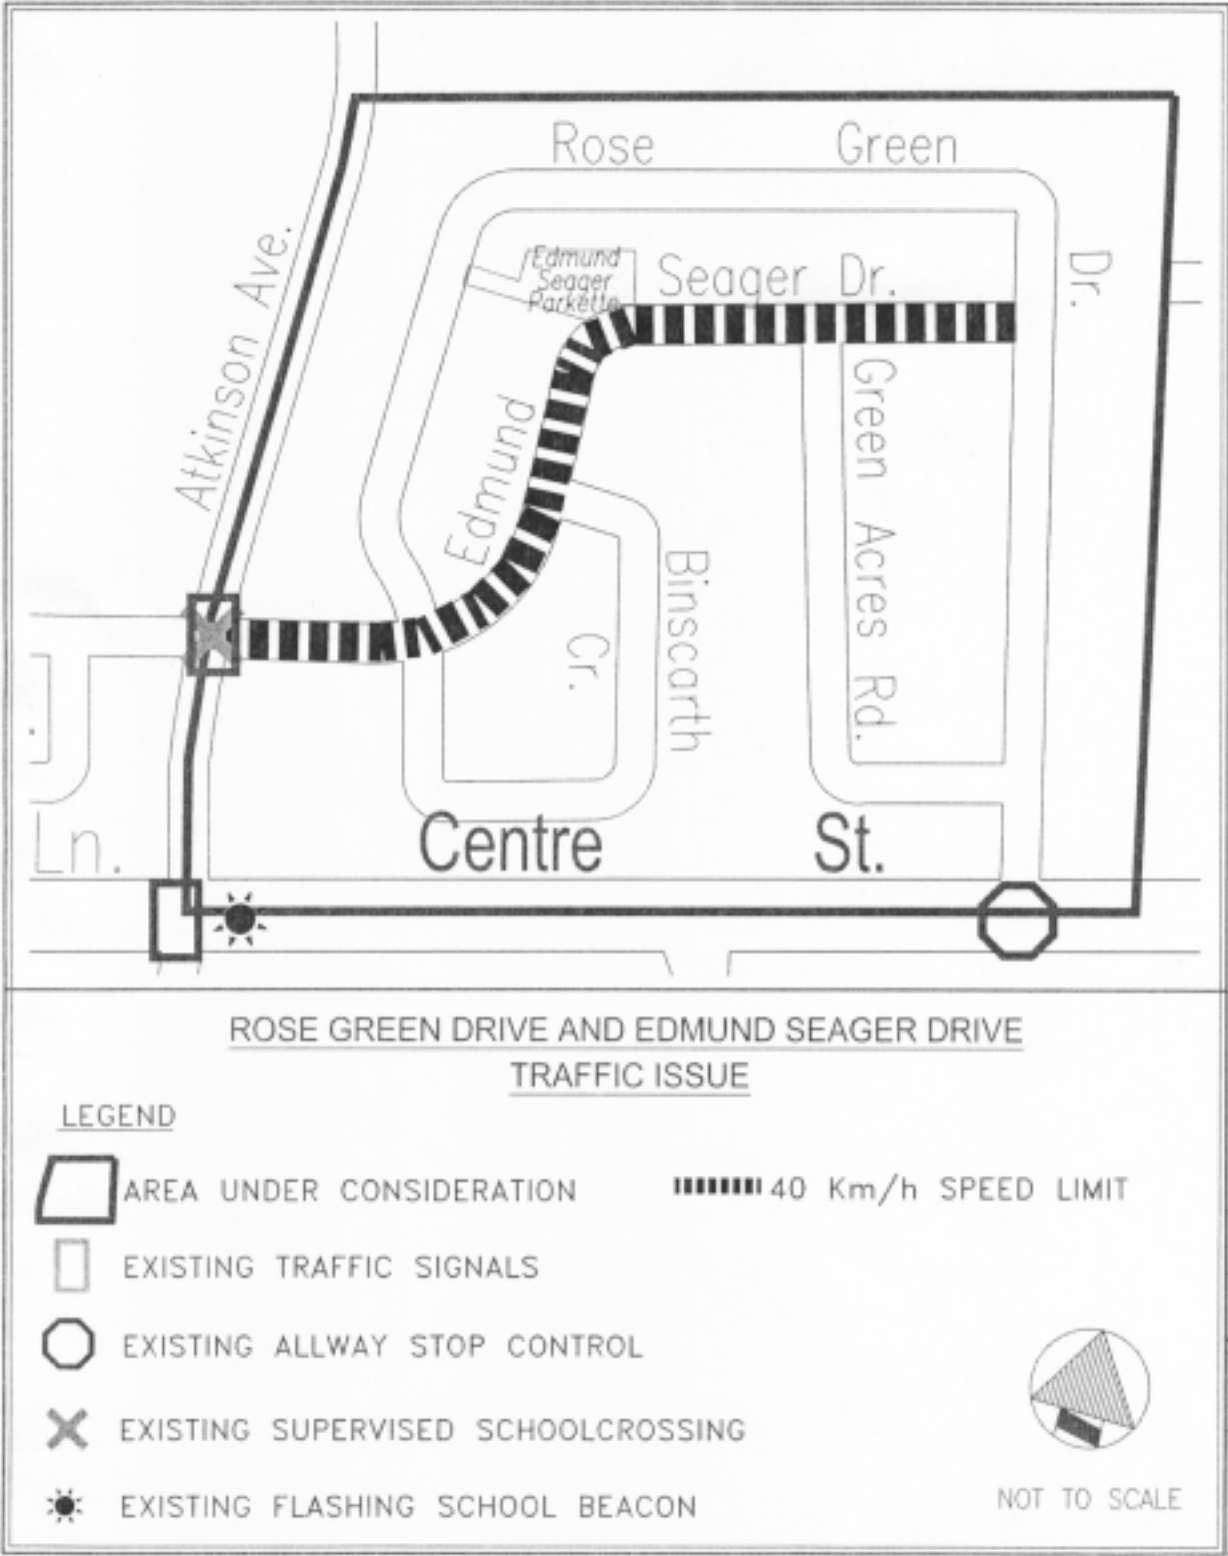 Rose Green
Dr.
Edmund
Seager
Parkette
Seager Dr.
Atkinson Ave.
Edmund
Green Acres Rd.
Binscarth
Cr.
Ln.
Centre St.
ROSE GREEN DRIVE AND EDMUND SEAGER DRIVE
TRAFFIC ISSUE
LEGEND
AREA UNDER CONSIDERATION
40 Km/h SPEED LIMIT
EXISTING TRAFFIC SIGNALS
EXISTING ALLWAY STOP CONTROL
EXISTING SUPERVISED SCHOOLCROSSING
EXISTING FLASHING SCHOOL BEACON
NOT TO SCALE